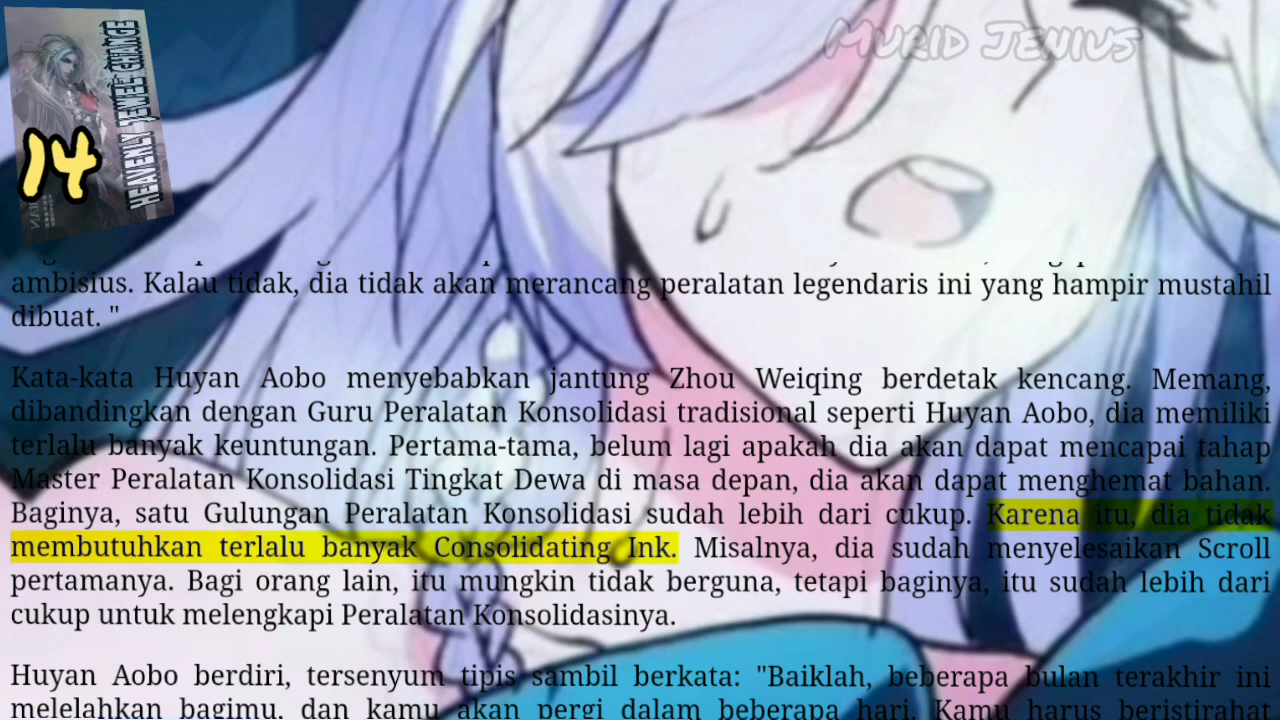 Murid Jenius
HEAVENLY JEWEL CHANGE
14
ambisius. Kalau tidak, dia tidak akan merancang peralatan legendaris ini yang hampir mustahil
dibuat. "
Kata-kata Huyan Aobo menyebabkan jantung Zhou Weiqing berdetak kencang. Memang,
dibandingkan dengan Guru Peralatan Konsolidasi tradisional seperti Huyan Aobo, dia memiliki
terlalu banyak keuntungan. Pertama-tama, belum lagi apakah dia akan dapat mencapai tahap
Master Peralatan Konsolidasi Tingkat Dewa di masa depan, dia akan dapat menghemat bahan.
Baginya, satu Gulungan Peralatan Konsolidasi sudah lebih dari cukup. Karena itu, dia tidak
membutuhkan terlalu banyak Consolidating Ink. Misalnya, dia sudah menyelesaikan Scroll
pertamanya. Bagi orang lain, itu mungkin tidak berguna, tetapi baginya, itu sudah lebih dari
cukup untuk melengkapi Peralatan Konsolidasinya.
Huyan Aobo berdiri, tersenyum tipis sambil berkata: "Baiklah, beberapa bulan terakhir ini
melelahkan bagimu, dan kamu akan pergi dalam beberapa hari. Kamu harus beristirahat